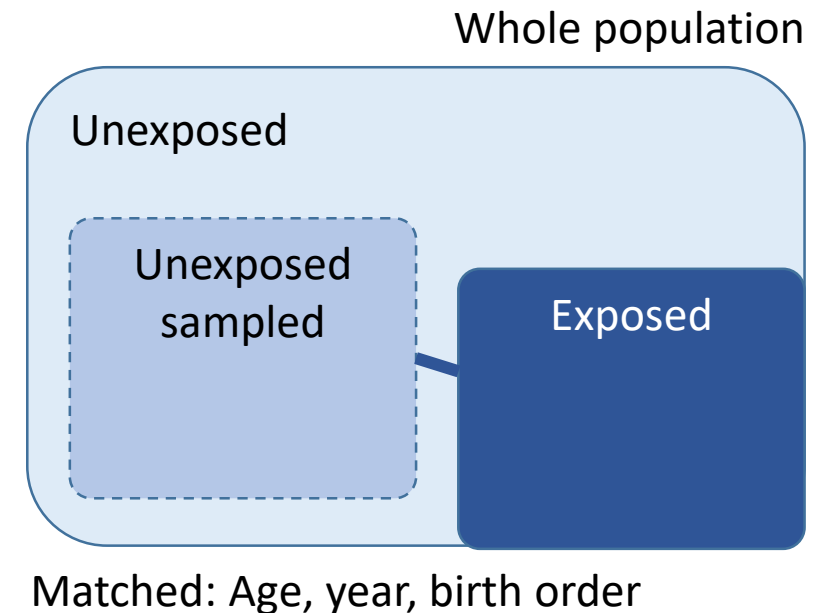 Whole population
Unexposed
Unexposed
sampled
Exposed
Matched: Age, year, birth order